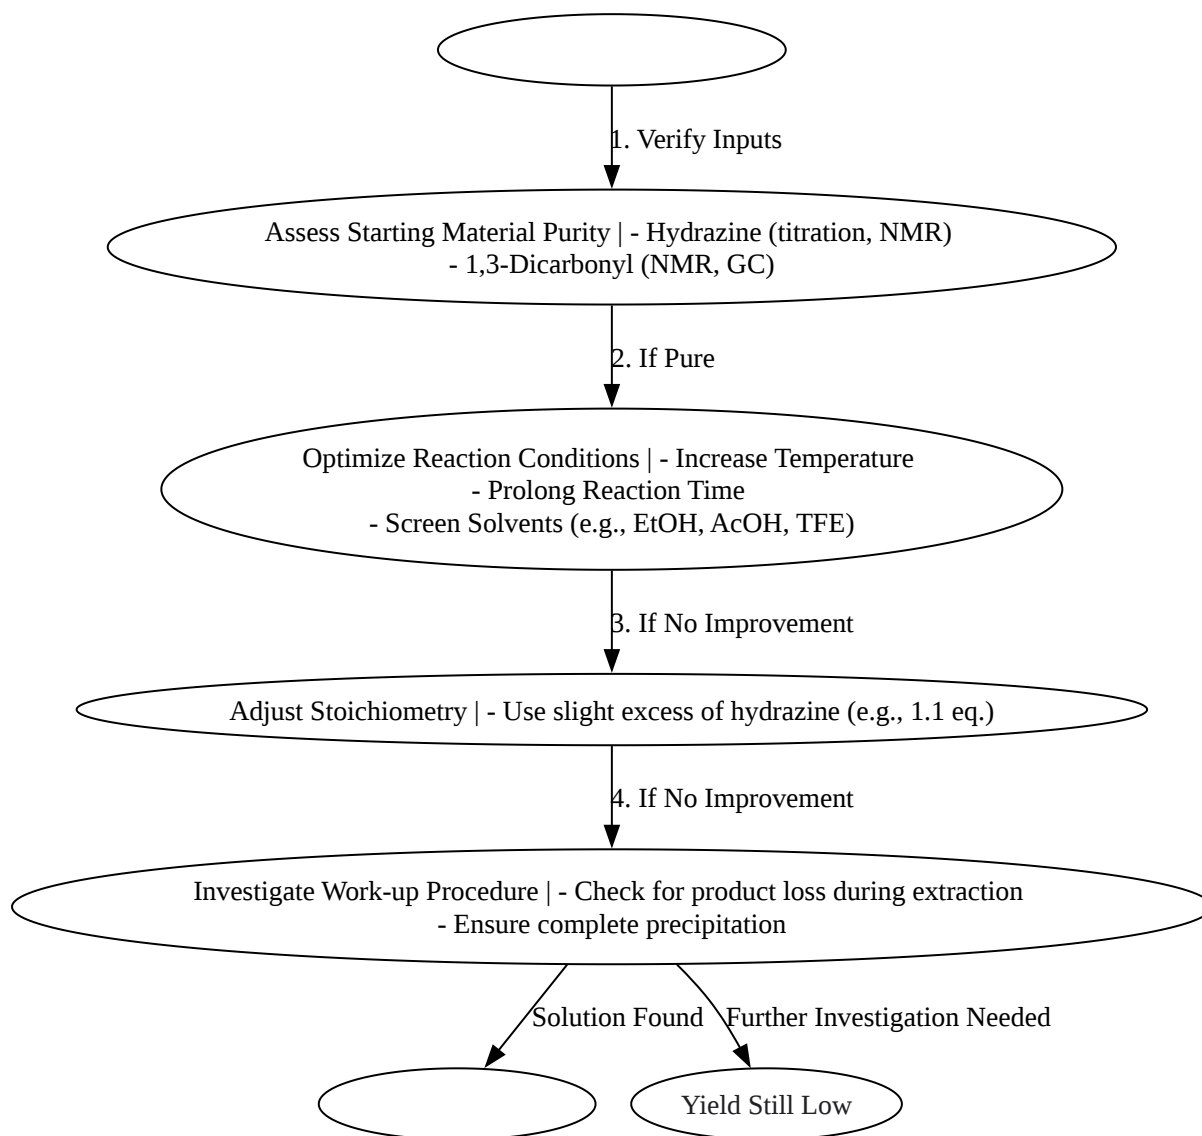 1. Verify Inputs
Assess Starting Material Purity | - Hydrazine (titration, NMR)
- 1,3-Dicarbonyl (NMR, GC)
2. If Pure
Optimize Reaction Conditions | - Increase Temperature
- Prolong Reaction Time
- Screen Solvents (e.g., EtOH, AcOH, TFE)
3. If No Improvement
Adjust Stoichiometry | - Use slight excess of hydrazine (e.g., 1.1 eq.)
4. If No Improvement
Investigate Work-up Procedure | - Check for product loss during extraction
- Ensure complete precipitation
Solution Found
Further Investigation Needed
Yield Still Low